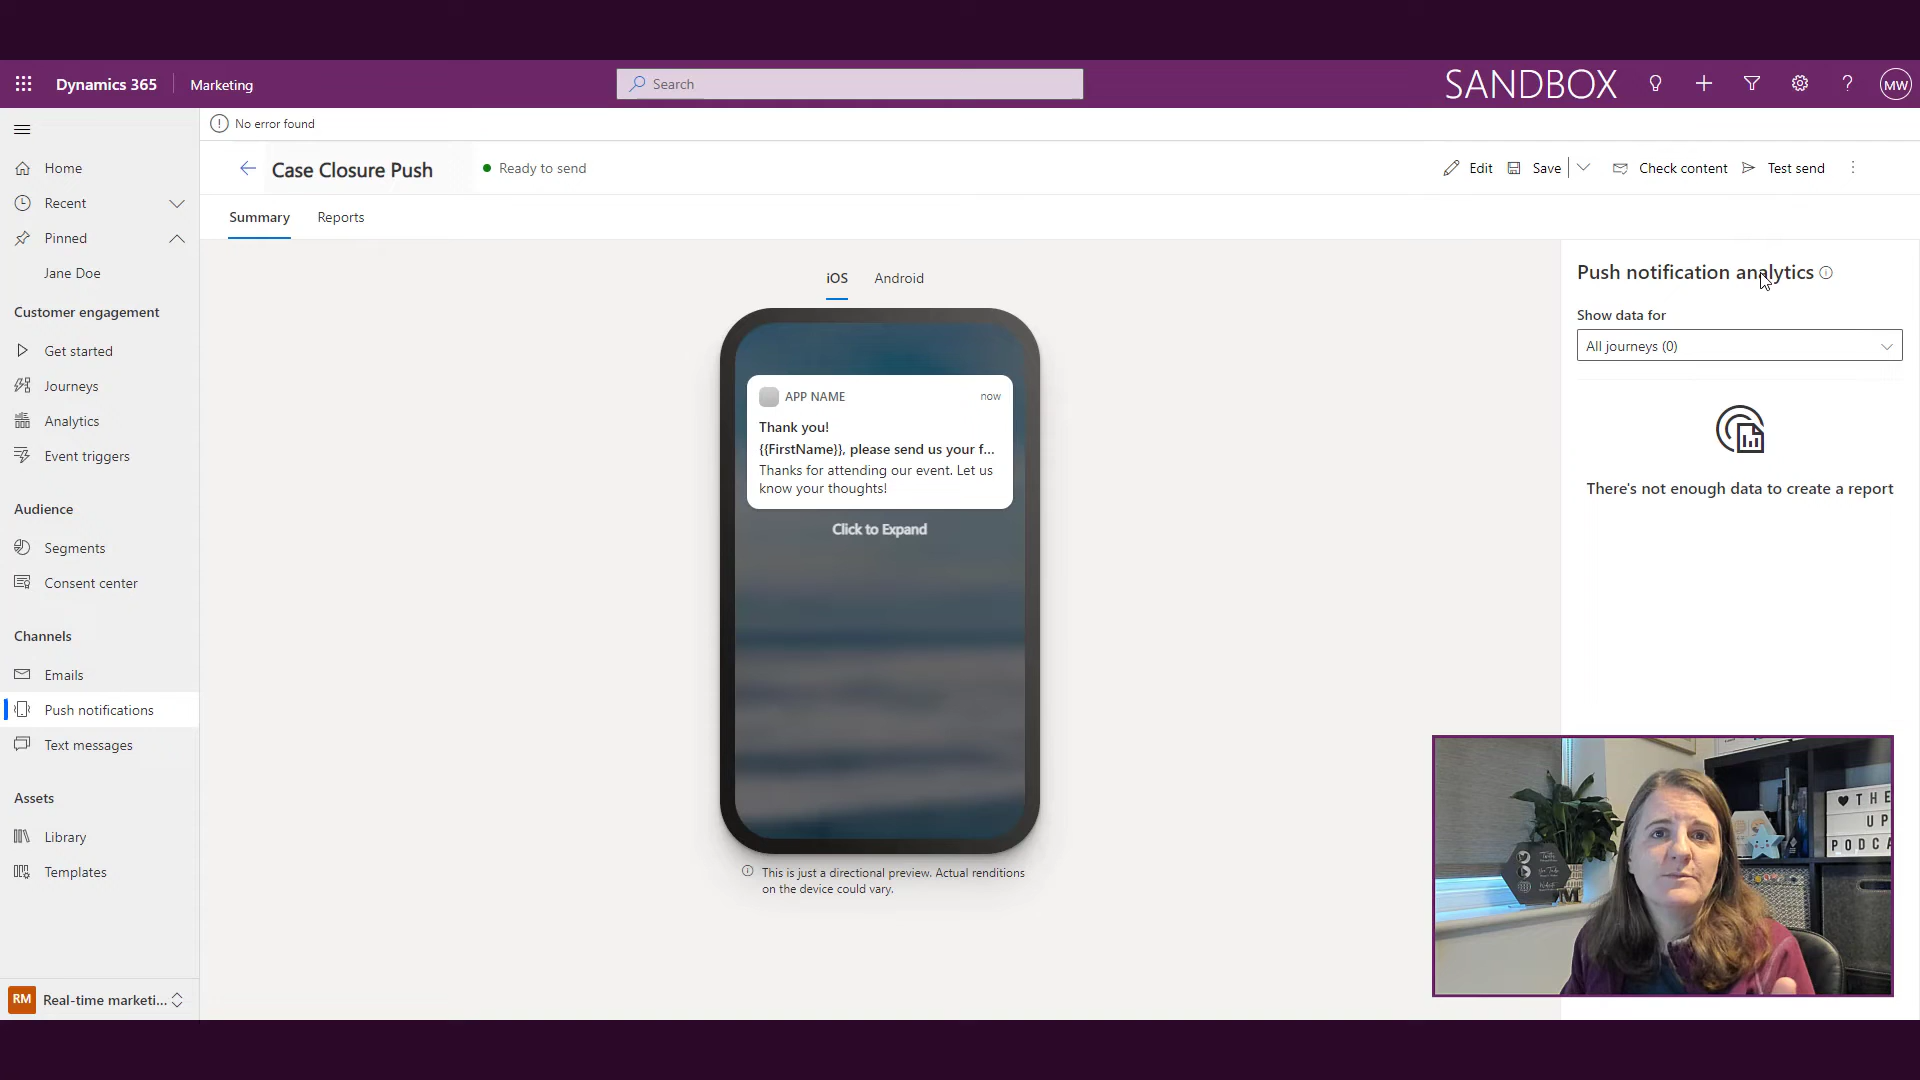 Dynamics 365
Marketing
Search
SANDBOX
MW
No error found
Home
Recent
Pinned
Jane Doe
Customer engagement
Get started
Journeys
Analytics
Event triggers
Audience
Segments
Consent center
Channels
Emails
Push notifications
Text messages
Assets
Library
Templates
RM
Real-time marketi...
Case Closure Push
Ready to send
Edit
Save
Check content
Test send
Summary
Reports
iOS
Android
APP NAME
now
Thank you!
{{FirstName}}, please send us your f...
Thanks for attending our event. Let us
know your thoughts!
Click to Expand
This is just a directional preview. Actual renditions
on the device could vary.
Push notification analytics
Show data for
All journeys (0)
There's not enough data to create a report
THE
UP
PODCA